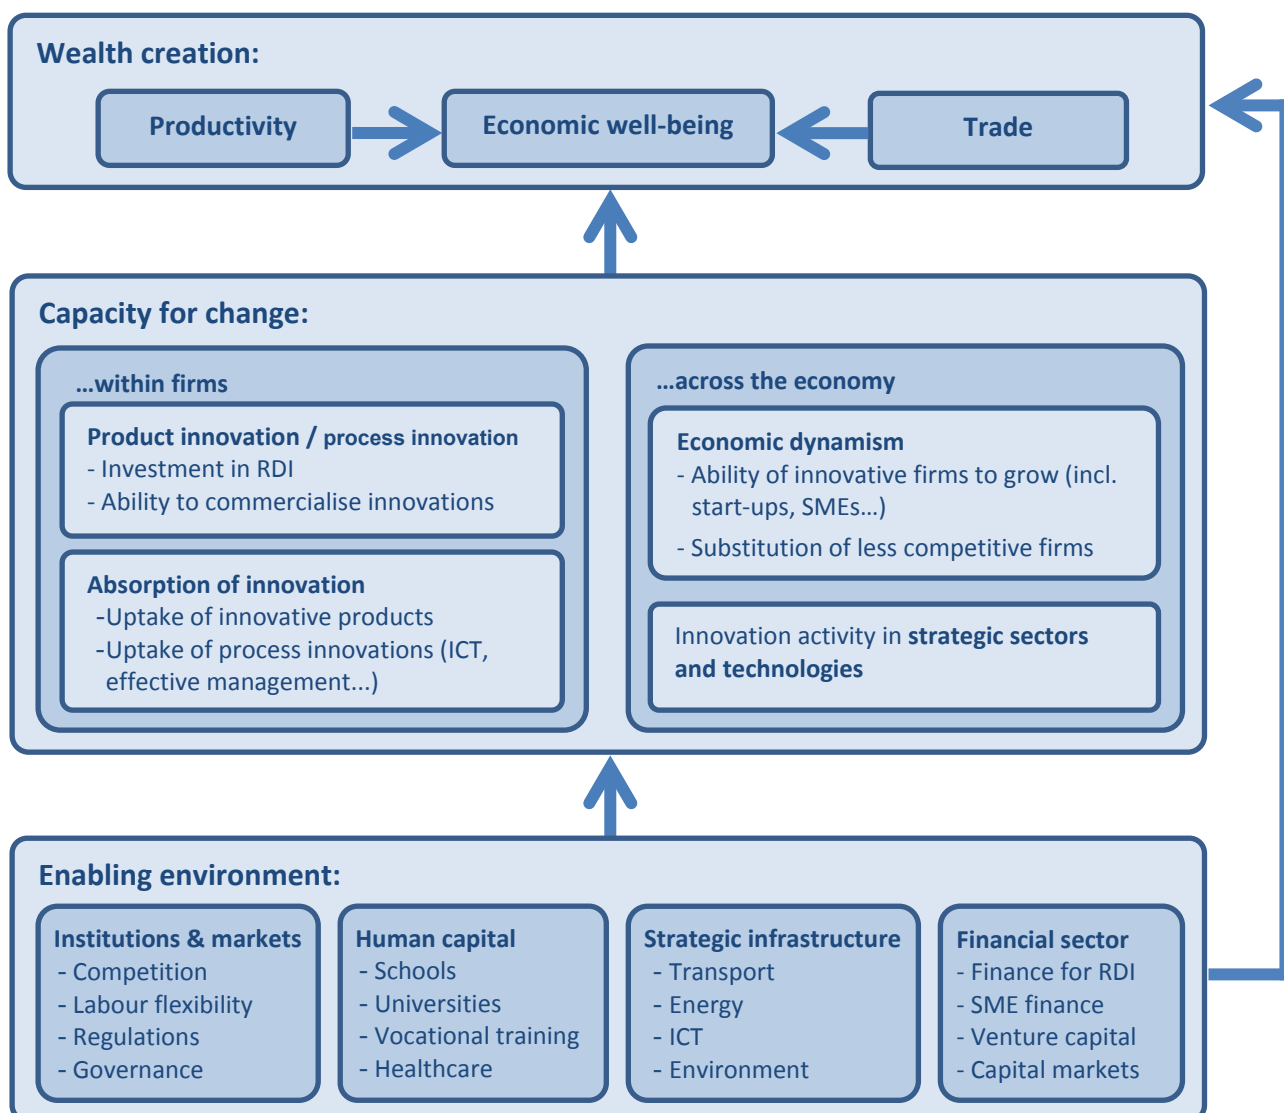 Wealth creation:
Productivity
Economic well-being
Trade
Capacity for change:
...within firms
Product innovation / process innovation
- Investment in RDI
- Ability to commercialise innovations
Absorption of innovation
-Uptake of innovative products
-Uptake of process innovations (ICT,
effective management...)
...across the economy
Economic dynamism
- Ability of innovative firms to grow (incl.
start-ups, SMEs...)
- Substitution of less competitive firms
Innovation activity in strategic sectors
and technologies
Enabling environment:
Institutions & markets
- Competition
- Labour flexibility
- Regulations
- Governance
Human capital
- Schools
- Universities
- Vocational training
- Healthcare
Strategic infrastructure
- Transport
- Energy
- ICT
- Environment
Financial sector
- Finance for RDI
- SME finance
- Venture capital
- Capital markets